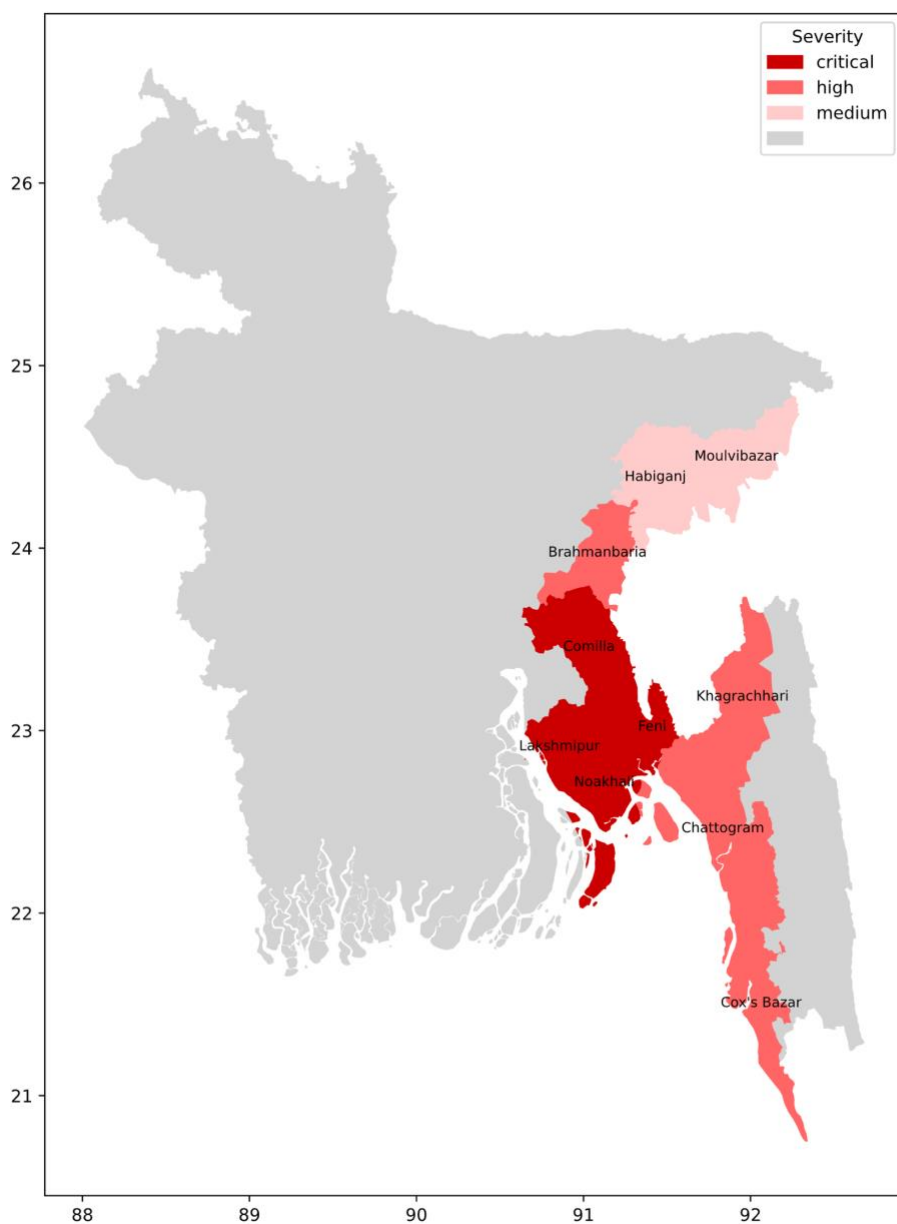 Severity
critical
high
medium
26
25
24
23
22
21
Moulvibazar
Habiganj
Brahmanbaria
Comilla
Khagrachhari
Feni
Lakshmipur
Noakhali
Chattogram
Cox's Bazar
88 89 90 91 92